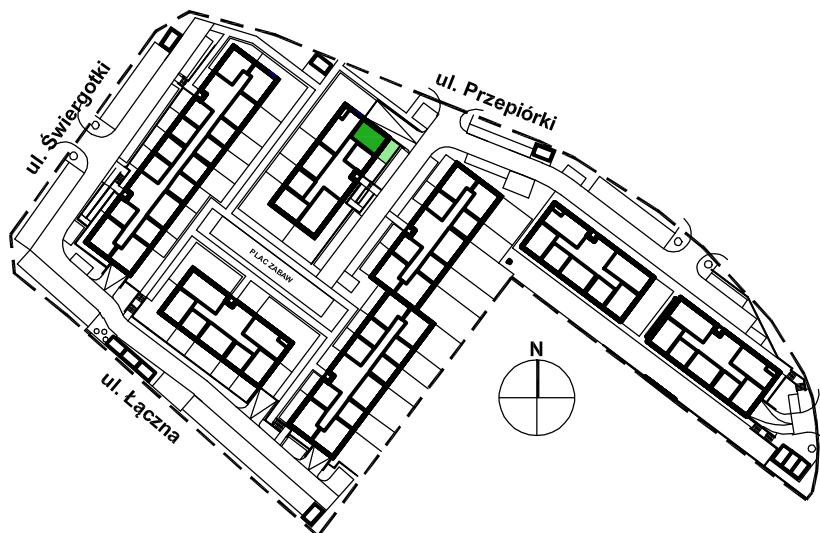 ul. Przepiórki
ul. Świergotki
PLAC ZABAW
N
ul. Łączna